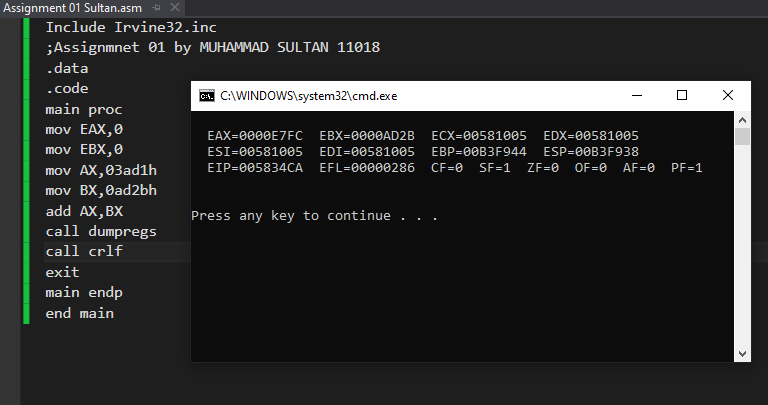 Assignment 01 Sultan.asm
Include Irvine32.inc
;Assignmnet 01 by MUHAMMAD SULTAN 11018
.data
.code
main proc
mov EAX,0
mov EBX,0
mov AX,03ad1h
mov BX,0ad2bh
add AX,BX
call dumpregs
call crlf
exit
main endp
end main
C:\WINDOWS\system32\cmd.exe
EAX=0000E7FC EBX=0000AD2B ECX=00581005 EDX=00581005
ESI=00581005 EDI=00581005 EBP=00B3F944 ESP=00B3F938
EIP=005834CA EFL=00000286 CF=0 SF=1 ZF=0 OF=0 AF=0 PF=1
Press any key to continue . . .